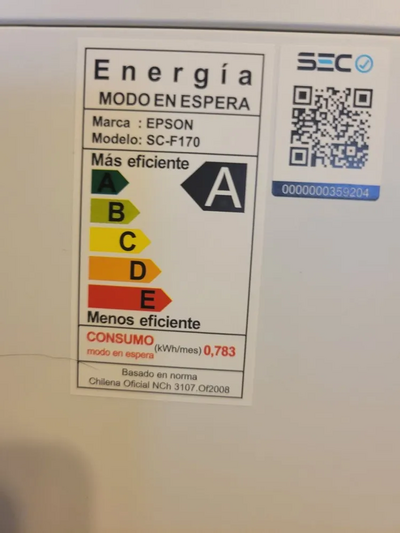 Energía
MODO EN ESPERA
Marca : EPSON
Modelo: SC-F170
Más eficiente
A
A
B
C
D
E
Menos eficiente
CONSUMO
modo en espera
(kWh/mes) 0,783
Basado en norma
Chilena Oficial NCh 3107.Of2008
SEC
0000000359204